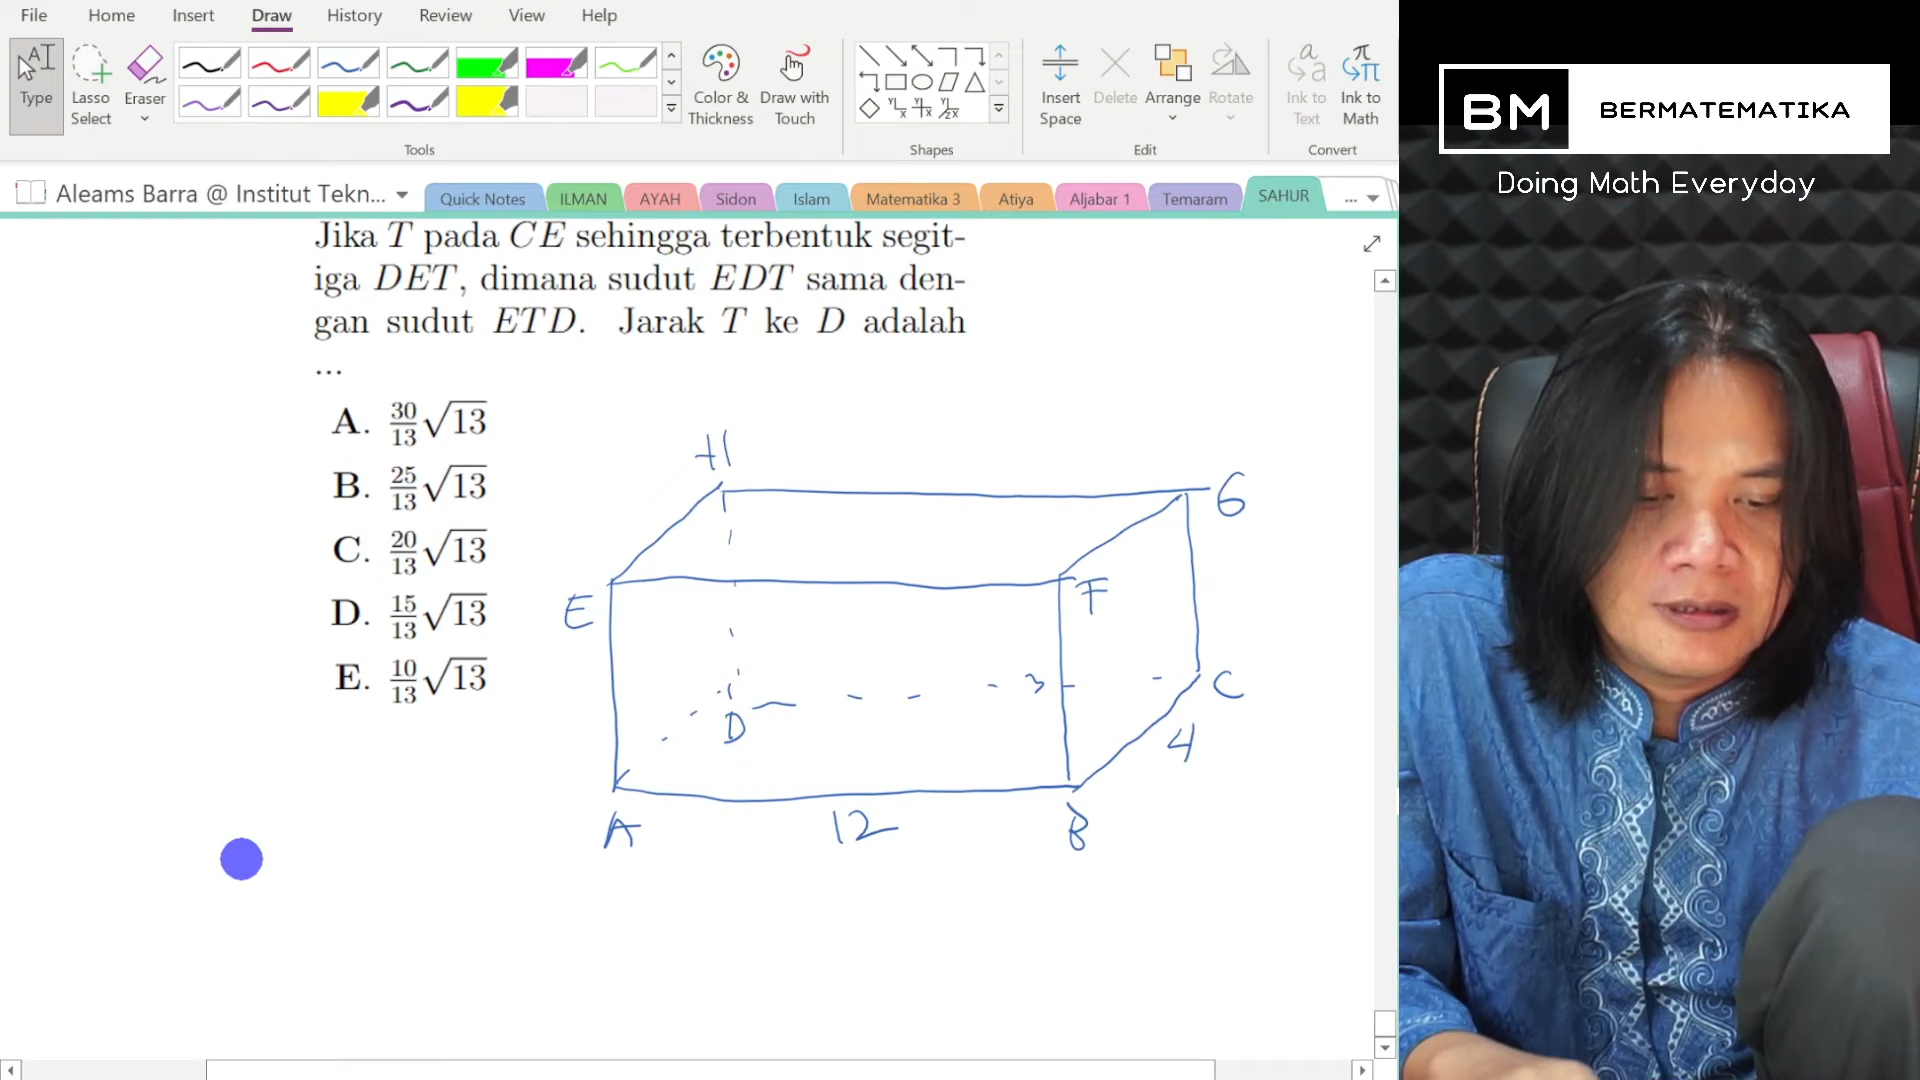 File Home Insert Draw History Review View Help
Type
Lasso Select
Eraser
Color & Thickness
Draw with Touch
Insert Space
Delete
Arrange
Rotate
Ink to Text
Ink to Math
Tools Shapes Edit Convert
Aleams Barra @ Institut Tekn...
Quick Notes ILMAN AYAH Sidon Islam Matematika 3 Atiya Aljabar 1 Temaram SAHUR ...
Jika T pada CE sehingga terbentuk segit-
iga DET, dimana sudut EDT sama den-
gan sudut ETD. Jarak T ke D adalah
...
A. 30/13 √13
B. 25/13 √13
C. 20/13 √13
D. 15/13 √13
E. 10/13 √13
H
G
E
F
3
C
D
4
A
12
B
BM BERMATEMATIKA
Doing Math Everyday